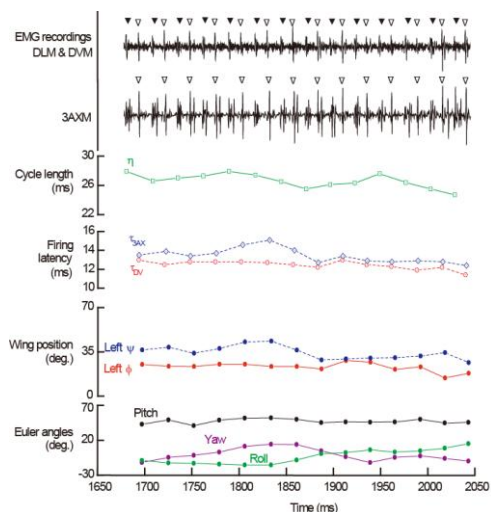 EMG recordings
DLM & DVM
3AXM
Cycle length
(ms)
30
26
22
η
Firing
latency
(ms)
16
14
12
10
τ3AX
τDV
Wing position
(deg.)
70
35
0
Left ψ
Left ϕ
Euler angles
(deg.)
70
20
-30
Pitch
Yaw
Roll
1650 1700 1750 1800 1850 1900 1950 2000 2050
Time (ms)